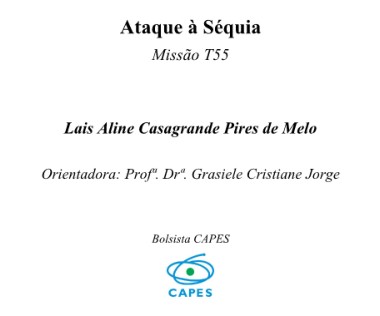 Ataque à Séquia
Missão T55
Lais Aline Casagrande Pires de Melo
Orientadora: Profª. Drª. Grasiele Cristiane Jorge
Bolsista CAPES
CAPES